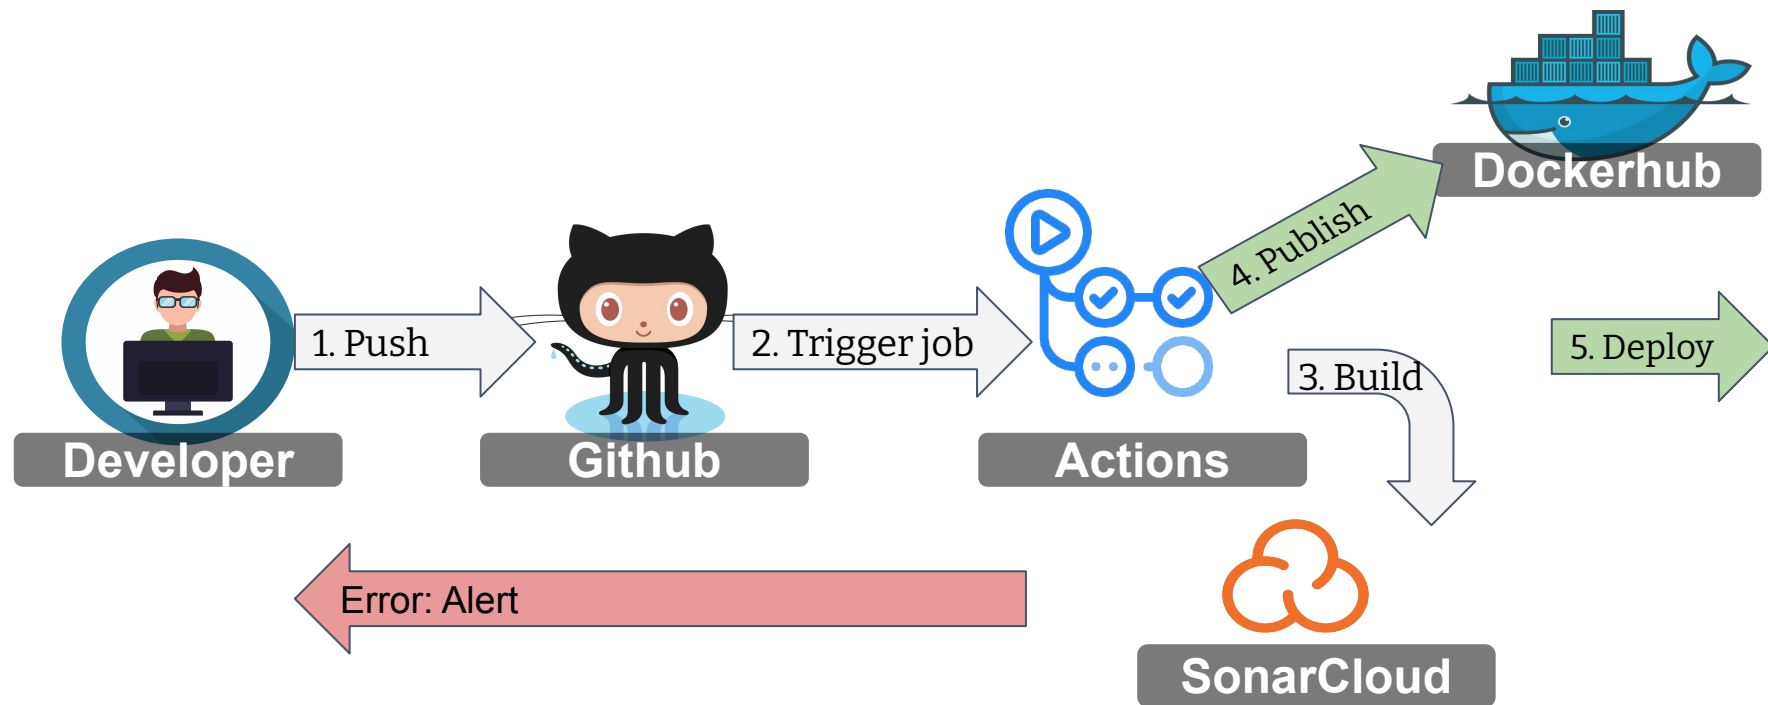 Dockerhub
4. Publish
1. Push
2. Trigger job
3. Build
5. Deploy
Developer
Github
Actions
Error: Alert
SonarCloud